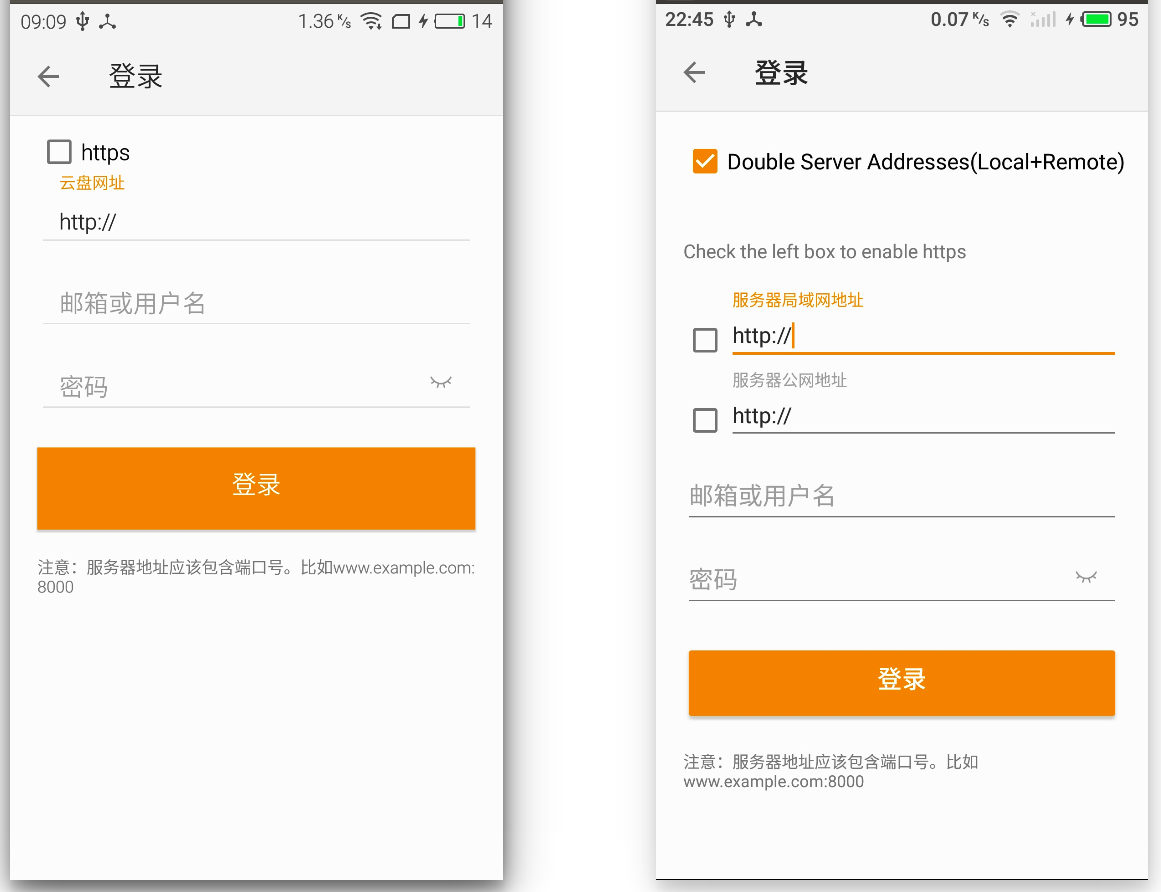 09:09 1.36 K/s 14
登录
https
云盘网址
http://
邮箱或用户名
密码
登录
注意：服务器地址应该包含端口号。比如www.example.com:
8000
22:45 0.07 K/s 95
登录
Double Server Addresses(Local+Remote)
Check the left box to enable https
服务器局域网地址
http://
服务器公网地址
http://
邮箱或用户名
密码
登录
注意：服务器地址应该包含端口号。比如
www.example.com:8000